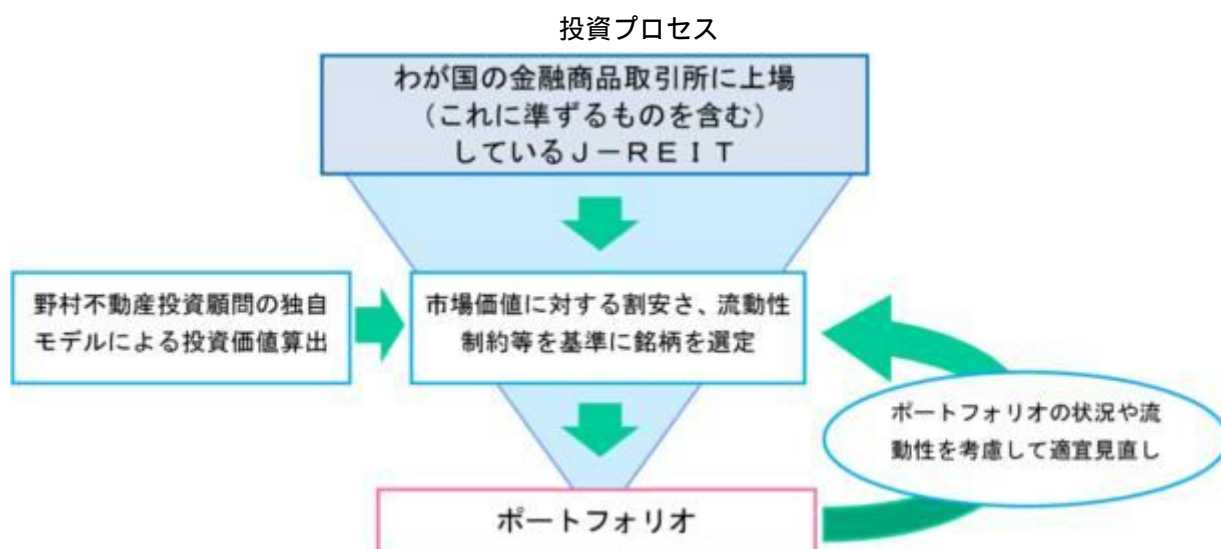 投資プロセス
わが国の金融商品取引所に上場
（これに準ずるものを含む）
しているJ－REIT
野村不動産投資顧問の独自
モデルによる投資価値算出
市場価値に対する割安さ、流動性
制約等を基準に銘柄を選定
ポートフォリオの状況や流
動性を考慮して適宜見直し
ポートフォリオ